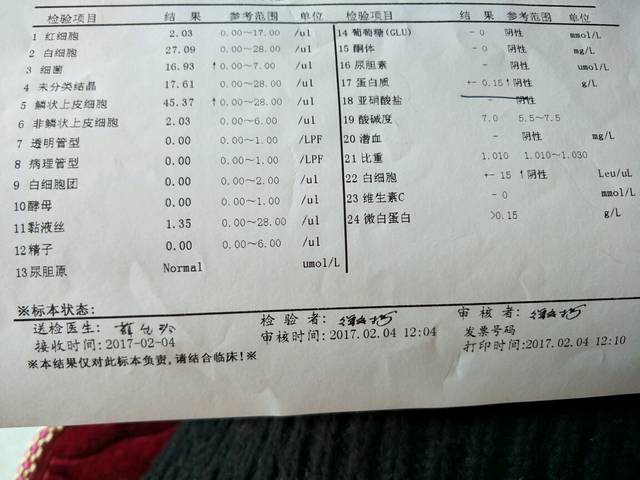 检验项目 结 果 参考范围 单位 检验项目 结 果 参考范围 单位
1 红细胞 2.03 0.00～17.00 /ul 14 葡萄糖(GLU) - 0 阴性 mmol/L
2 白细胞 27.09 0.00～28.00 /ul 15 酮体 - 0 阴性 mg/L
3 细菌 16.93 ↑ 0.00～7.00 /ul 16 尿胆素 - 0 阴性 umol/L
4 未分类结晶 17.61 0.00～28.00 /ul 17 蛋白质 +- 0.15 ↑ 阴性 g/L
5 鳞状上皮细胞 45.37 ↑ 0.00～28.00 /ul 18 亚硝酸盐 - 阴性
6 非鳞状上皮细胞 2.03 0.00～6.00 /ul 19 酸碱度 7.0 5.5～7.5
7 透明管型 0.00 0.00～1.00 /LPF 20 潜血 - 阴性 mg/L
8 病理管型 0.00 0.00～1.00 /LPF 21 比重 1.010 1.010～1.030
9 白细胞团 0.00 0.00～2.00 /ul 22 白细胞 +- 15 ↑ 阴性 Leu/uL
10 酵母 0.00 0.00～1.00 /ul 23 维生素C - 0 mmol/L
11 黏液丝 1.35 0.00～28.00 /ul 24 微白蛋白 >0.15 g/L
12 精子 0.00 0.00～6.00 /ul
13 尿胆原 Normal umol/L
※标本状态:
送检医生: 检 验 者: 审 核 者:
接收时间:2017-02-04 审核时间:2017.02.04 12:04 发票号码
※本结果仅对此标本负责,请结合临床!※ 打印时间:2017.02.04 12:10